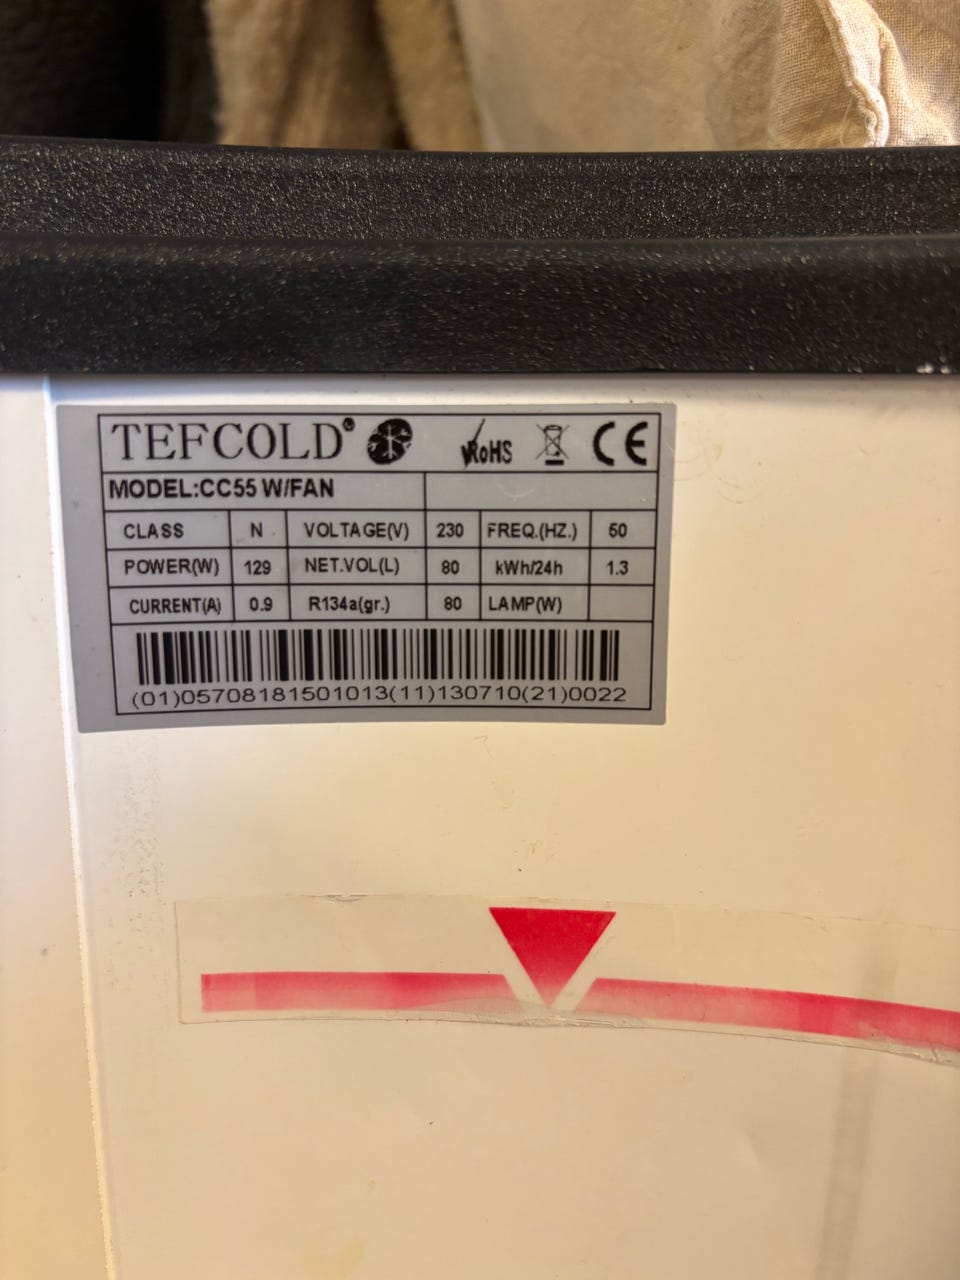 TEFCOLD® RoHS CE
MODEL:CC55 W/FAN
CLASS N VOLTAGE(V) 230 FREQ.(HZ.) 50
POWER(W) 129 NET.VOL(L) 80 kWh/24h 1.3
CURRENT(A) 0.9 R134a(gr.) 80 LAMP(W)
(01)05708181501013(11)130710(21)0022